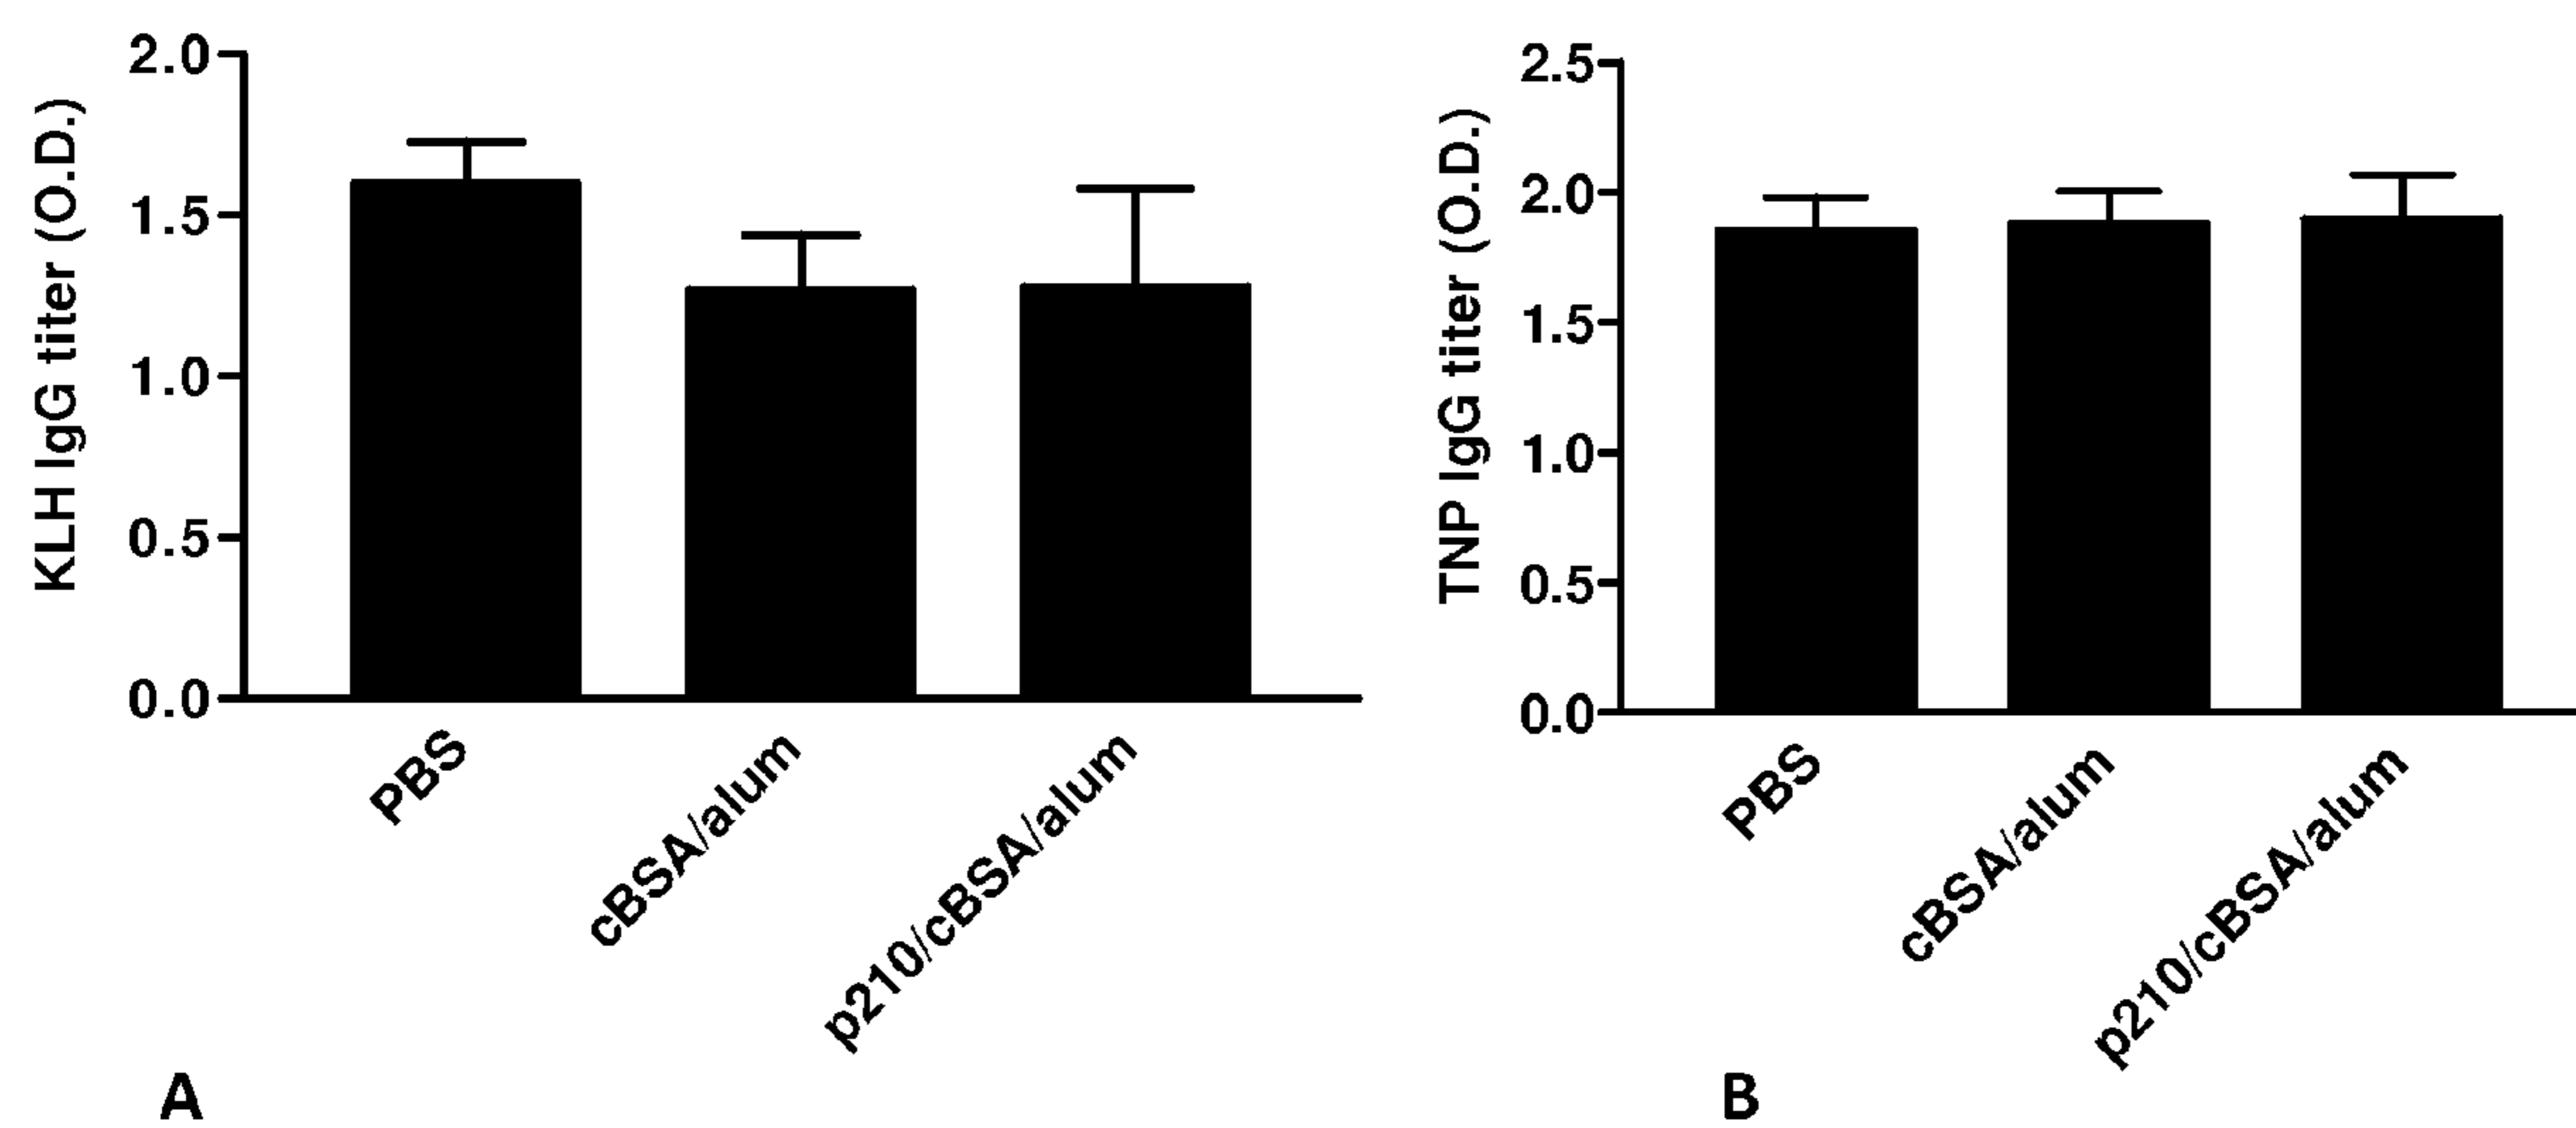 KLH IgG titer (O.D.)
2.0
1.5
1.0
0.5
0.0
PBS
cBSA/alum
p210/cBSA/alum
A
TNP IgG titer (O.D.)
2.5
2.0
1.5
1.0
0.5
0.0
PBS
cBSA/alum
p210/cBSA/alum
B